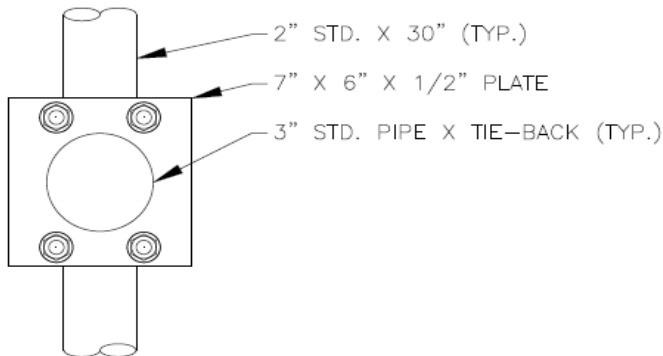 2” STD. X 30” (TYP.)
7” X 6” X 1/2” PLATE
3” STD. PIPE X TIE–BACK (TYP.)